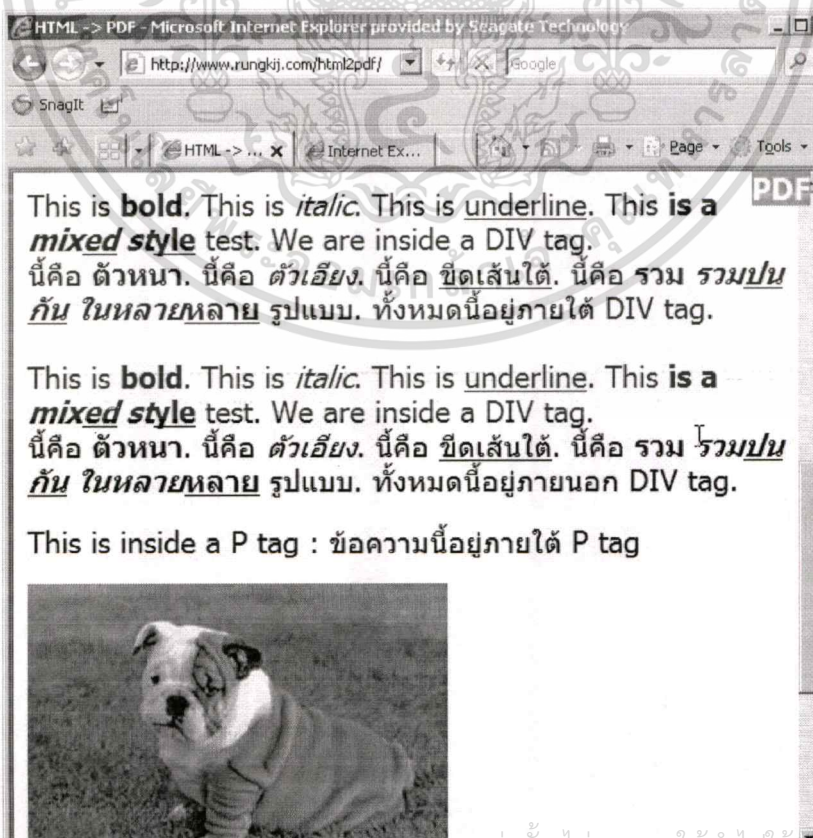 HTML -> PDF - Microsoft Internet Explorer provided by Seagate Technology
http://www.rungkij.com/html2pdf/ Google
SnagIt
HTML -> ... Internet Ex... Page Tools
PDF
This is bold. This is italic. This is underline. This is a
mixed style test. We are inside a DIV tag.
นี้คือ ตัวหนา. นี้คือ ตัวเอียง. นี้คือ ขีดเส้นใต้. นี้คือ รวม รวมปน
กัน ในหลายหลาย รูปแบบ. ทั้งหมดนี้อยู่ภายใต้ DIV tag.
This is bold. This is italic. This is underline. This is a
mixed style test. We are inside a DIV tag.
นี้คือ ตัวหนา. นี้คือ ตัวเอียง. นี้คือ ขีดเส้นใต้. นี้คือ รวม รวมปน
กัน ในหลายหลาย รูปแบบ. ทั้งหมดนี้อยู่ภายนอก DIV tag.
This is inside a P tag : ข้อความนี้อยู่ภายใต้ P tag